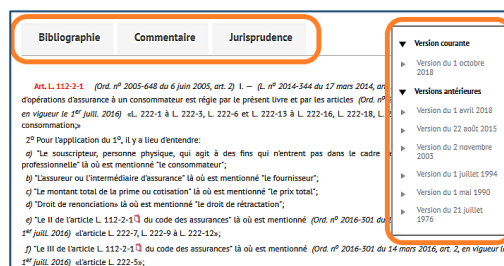 Bibliographie Commentaire Jurisprudence
Art. L. 112-2-1 (Ord. nº 2005-648 du 6 juin 2005, art. 2) I. — (L. nº 2014-344 du 17 mars 2014,
d'opérations d'assurance à un consommateur est régie par le présent livre et par les articles (Ord.
en vigueur le 1er juill. 2016) «L. 222-1 à L. 222-3, L. 222-6 et L. 222-13 à L. 222-16, L. 222-18,
consommation;»
2º Pour l'application du 1º, il y a lieu d'entendre:
a) "Le souscripteur, personne physique, qui agit à des fins qui n'entrent pas dans le cadre
professionnelle" là où est mentionné "le consommateur";
b) "L'assureur ou l'intermédiaire d'assurance" là où est mentionné "le fournisseur";
c) "Le montant total de la prime ou cotisation" là où est mentionné "le prix total";
d) "Droit de renonciation» là où est mentionné "le droit de rétractation";
e) "Le II de l'article L. 112-2-1 du code des assurances" là où est mentionné (Ord. nº 2016-301 du
1er juill. 2016) «l'article L. 222-7, L. 222-9 à L. 222-12»;
f) "Le III de l'article L. 112-2-1 du code des assurances" là où est mentionné (Ord. nº 2016-301 du 14 mars 2016, art. 2, en vigueur le
1er juill. 2016) «l'article L. 222-5»;
Version courante
Version du 1 octobre
2018
Versions antérieures
Version du 1 avril 2018
Version du 22 août 2015
Version du 2 novembre
2003
Version du 1 juillet 1994
Version du 1 mai 1990
Version du 21 juillet
1976